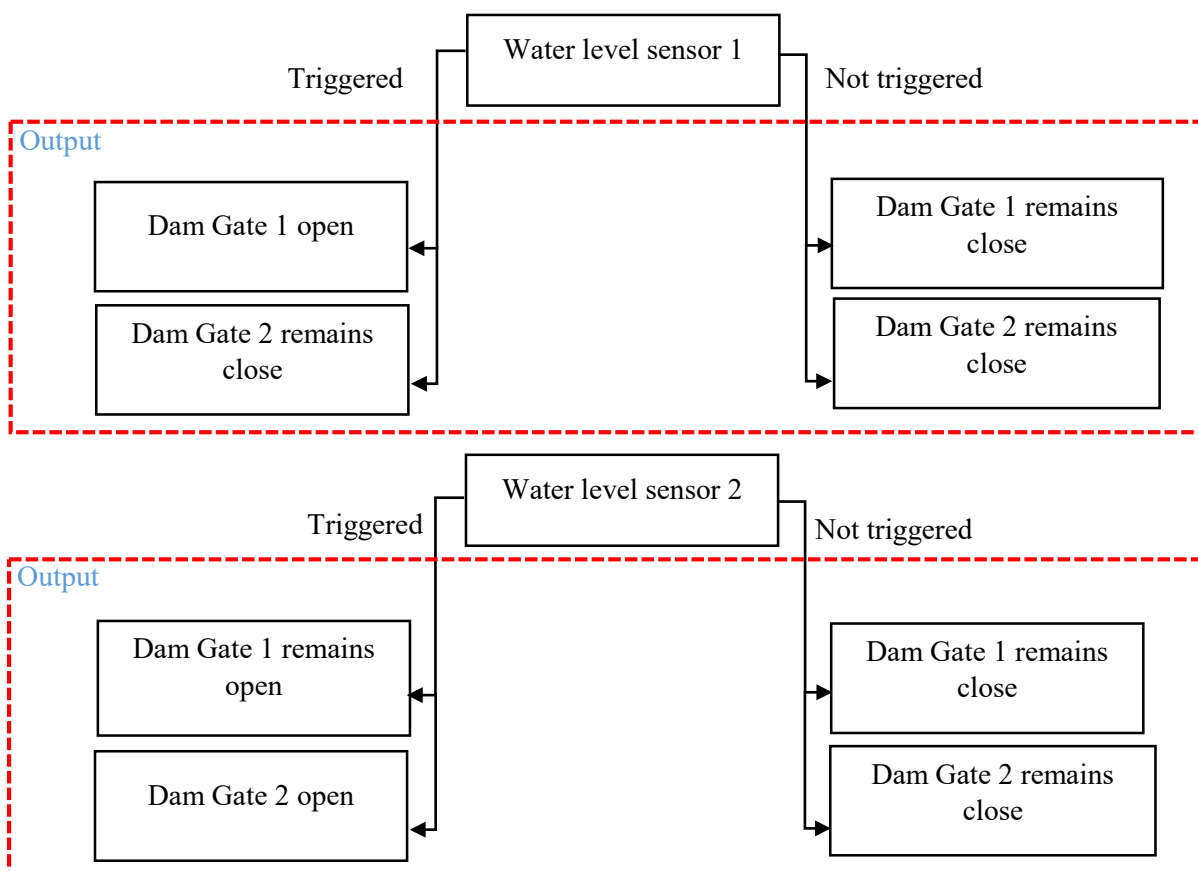 Water level sensor 1
Triggered
Not triggered
Output
Dam Gate 1 open
Dam Gate 1 remains
close
Dam Gate 2 remains
close
Dam Gate 2 remains
close
Water level sensor 2
Triggered
Not triggered
Output
Dam Gate 1 remains
open
Dam Gate 1 remains
close
Dam Gate 2 open
Dam Gate 2 remains
close